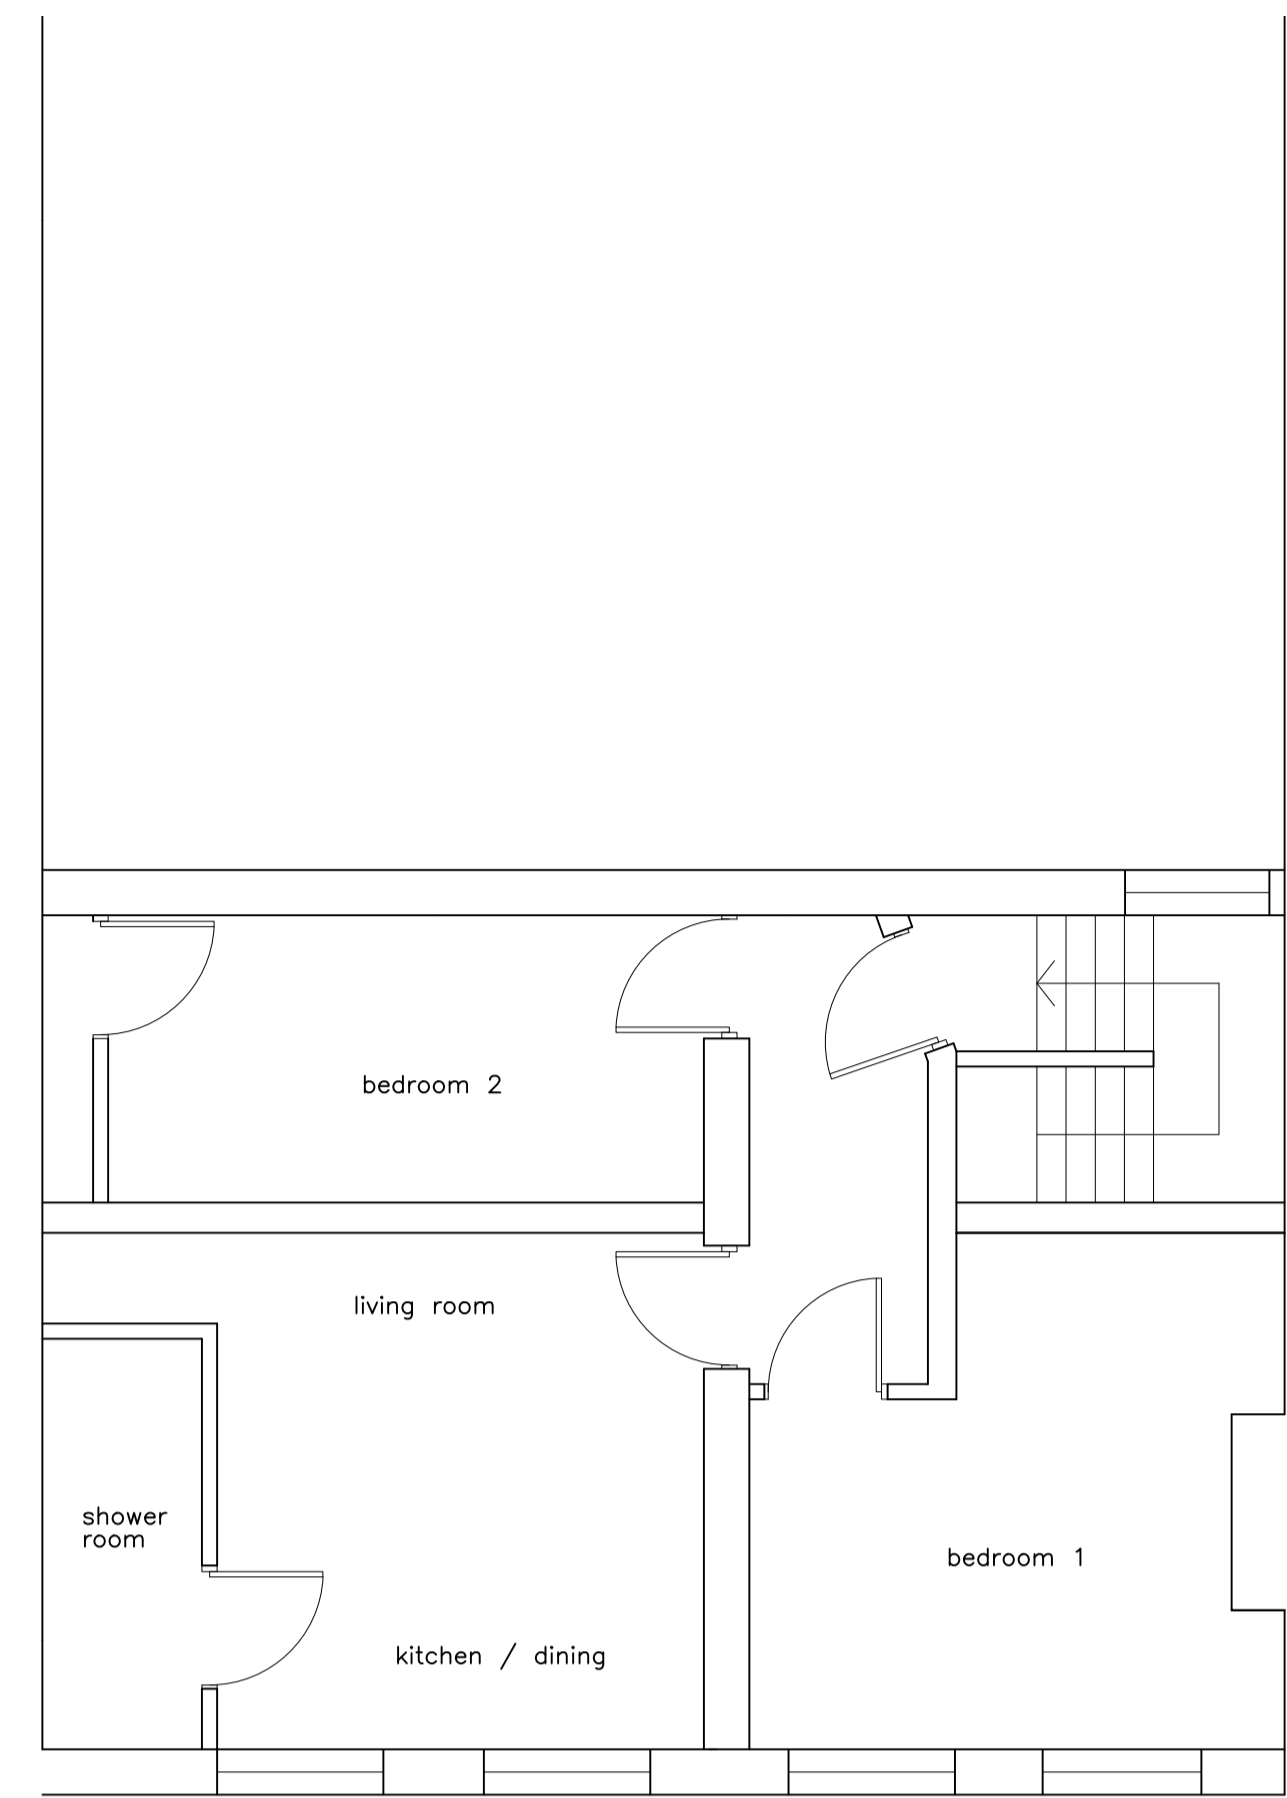 bedroom 2
living room
shower
room
bedroom 1
kitchen / dining